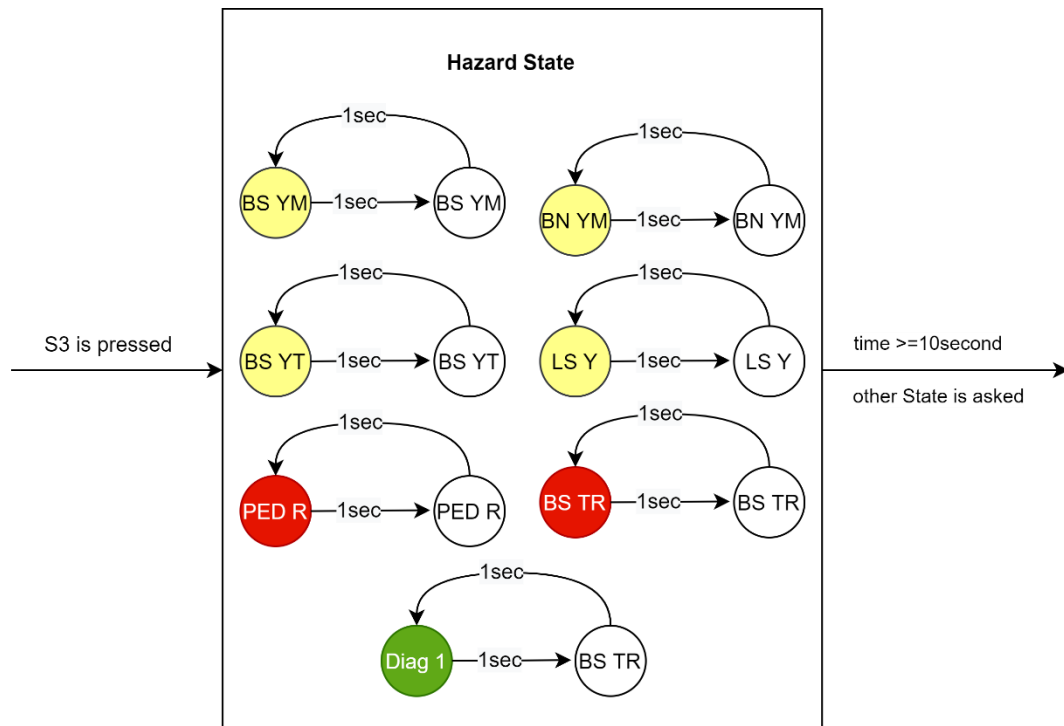 Hazard State
1sec
BS YM
1sec
BS YM
1sec
BN YM
1sec
BN YM
1sec
BS YT
1sec
BS YT
1sec
LS Y
1sec
LS Y
S3 is pressed
time >=10second
other State is asked
1sec
PED R
1sec
PED R
1sec
BS TR
1sec
BS TR
1sec
Diag 1
1sec
BS TR